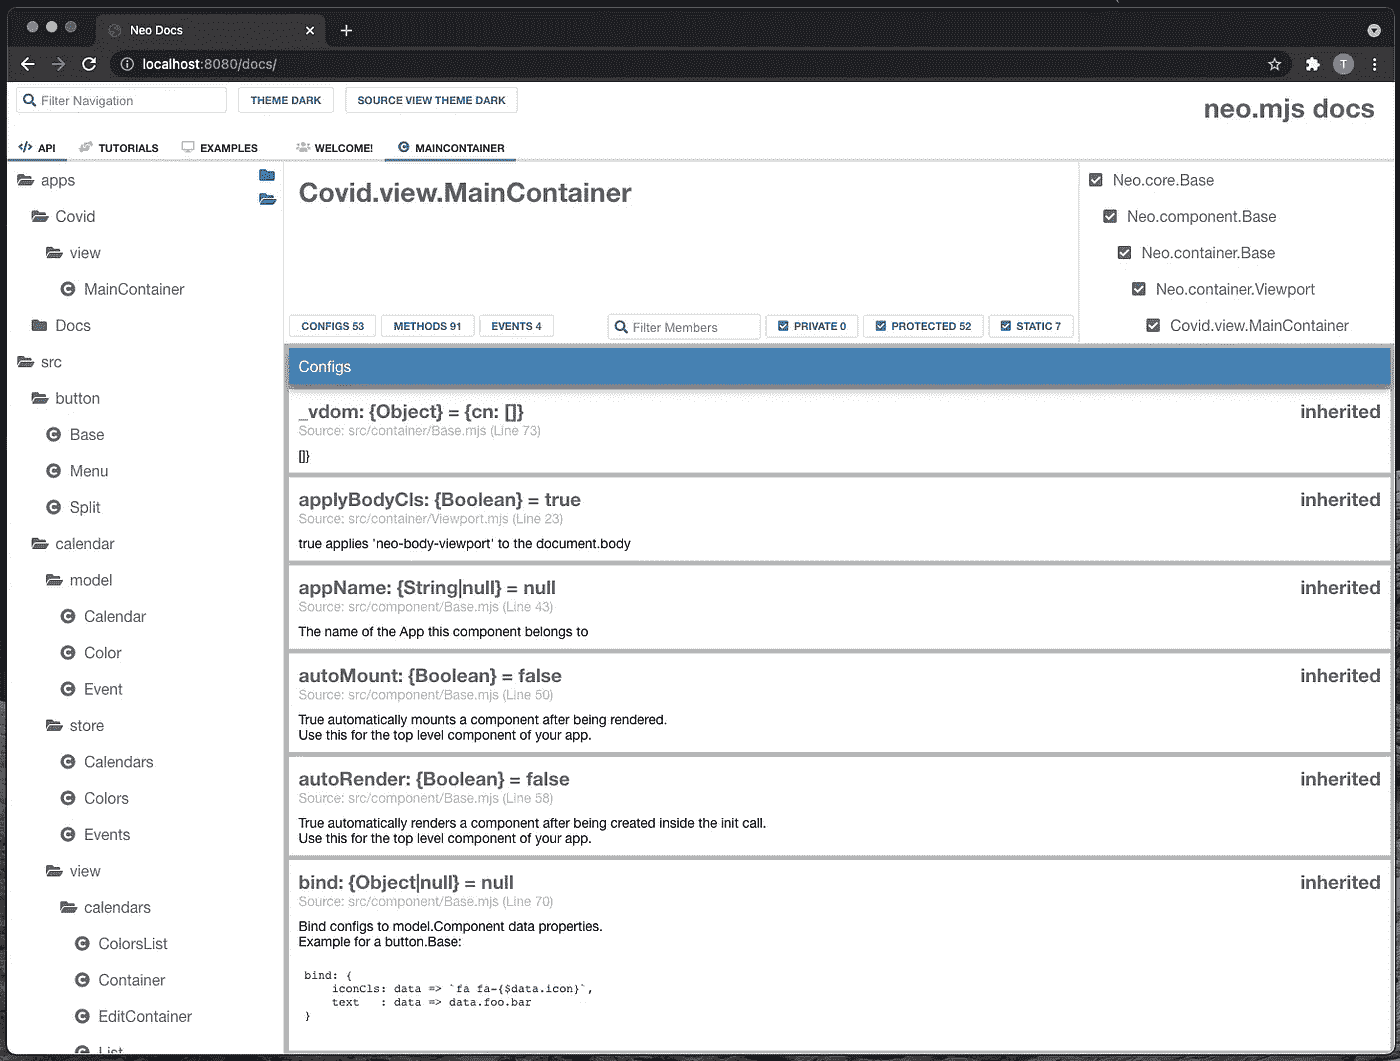 Neo Docs
localhost:8080/docs/
T
Filter Navigation
THEME DARK
SOURCE VIEW THEME DARK
neo.mjs docs
API
TUTORIALS
EXAMPLES
WELCOME!
MAINCONTAINER
apps
Covid
view
MainContainer
Docs
src
button
Base
Menu
Split
calendar
model
Calendar
Color
Event
store
Calendars
Colors
Events
view
calendars
ColorsList
Container
EditContainer
List
Covid.view.MainContainer
CONFIGS 53
METHODS 91
EVENTS 4
Filter Members
PRIVATE 0
PROTECTED 52
STATIC 7
Neo.core.Base
Neo.component.Base
Neo.container.Base
Neo.container.Viewport
Covid.view.MainContainer
Configs
_vdom: {Object} = {cn: []} inherited
Source: src/container/Base.mjs (Line 73)
[]}
applyBodyCls: {Boolean} = true inherited
Source: src/container/Viewport.mjs (Line 23)
true applies 'neo-body-viewport' to the document.body
appName: {String|null} = null inherited
Source: src/component/Base.mjs (Line 43)
The name of the App this component belongs to
autoMount: {Boolean} = false inherited
Source: src/component/Base.mjs (Line 50)
True automatically mounts a component after being rendered.
Use this for the top level component of your app.
autoRender: {Boolean} = false inherited
Source: src/component/Base.mjs (Line 58)
True automatically renders a component after being created inside the init call.
Use this for the top level component of your app.
bind: {Object|null} = null inherited
Source: src/component/Base.mjs (Line 70)
Bind configs to model.Component data properties.
Example for a button.Base:
bind: {
iconCls: data => `fa fa-{$data.icon}`,
text : data => data.foo.bar
}